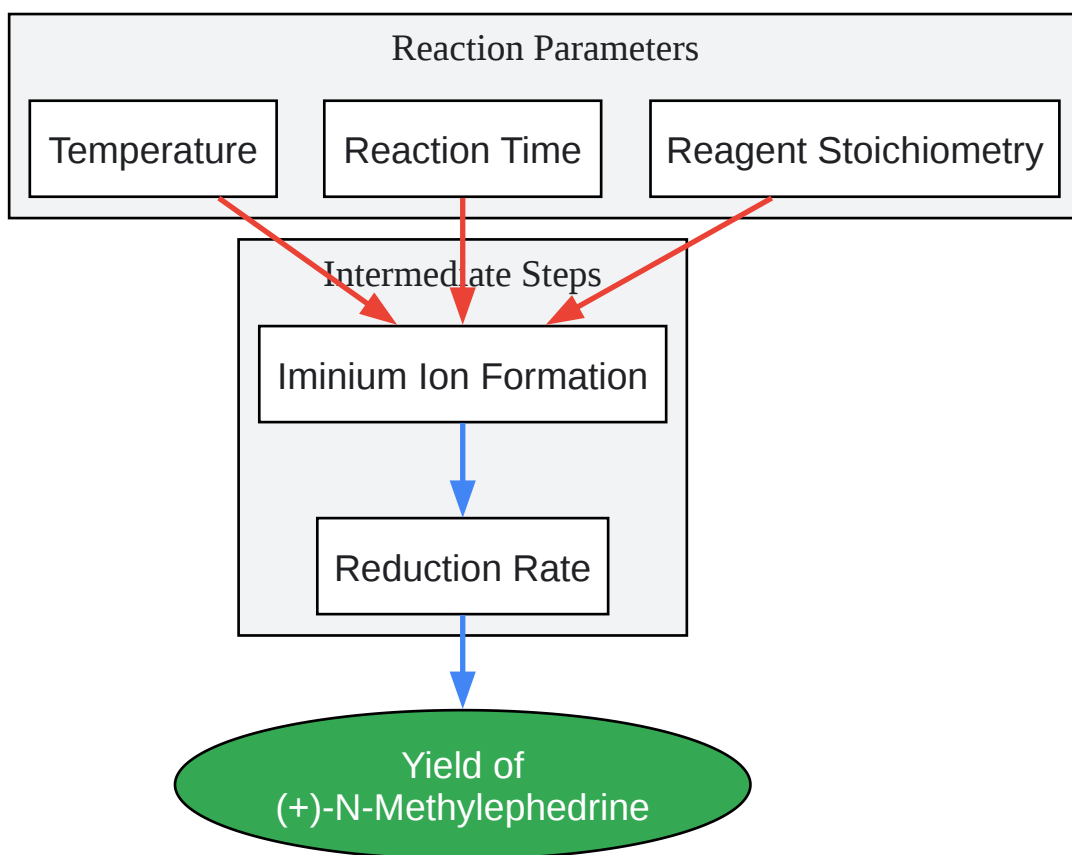 Reaction Parameters
Temperature
Reaction Time
Reagent Stoichiometry
Intermediate Steps
Iminium Ion Formation
Reduction Rate
Yield of
(+)-N-Methylephedrine